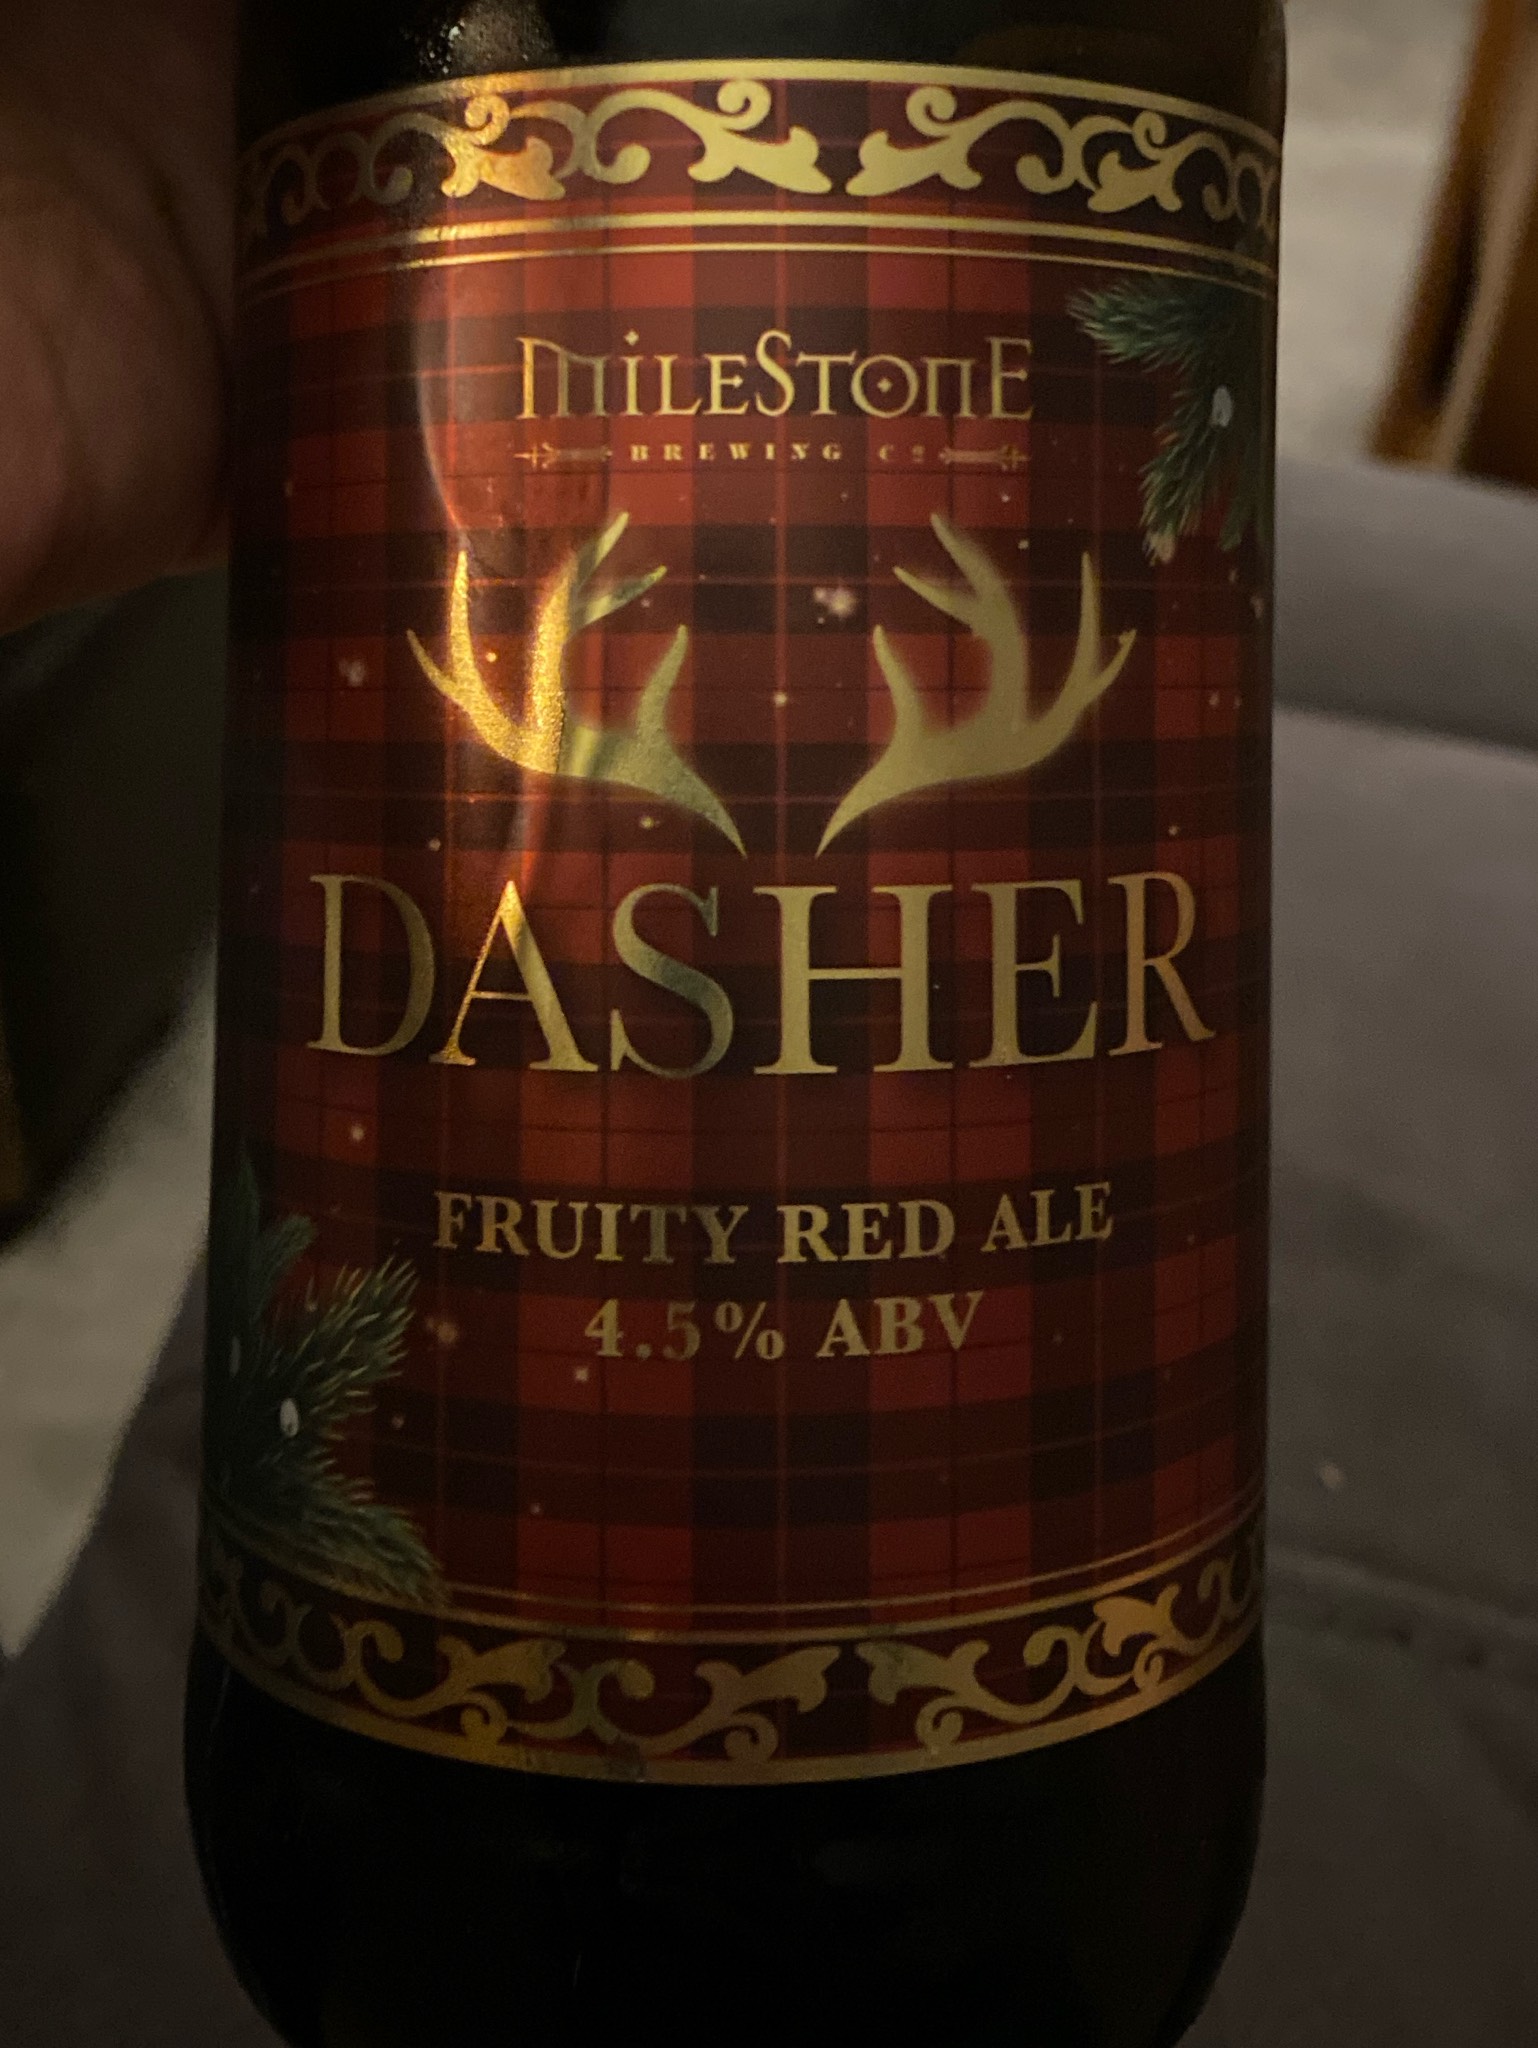 MILESTONE
BREWING Cº
DASHER
FRUITY RED ALE
4.5% ABV